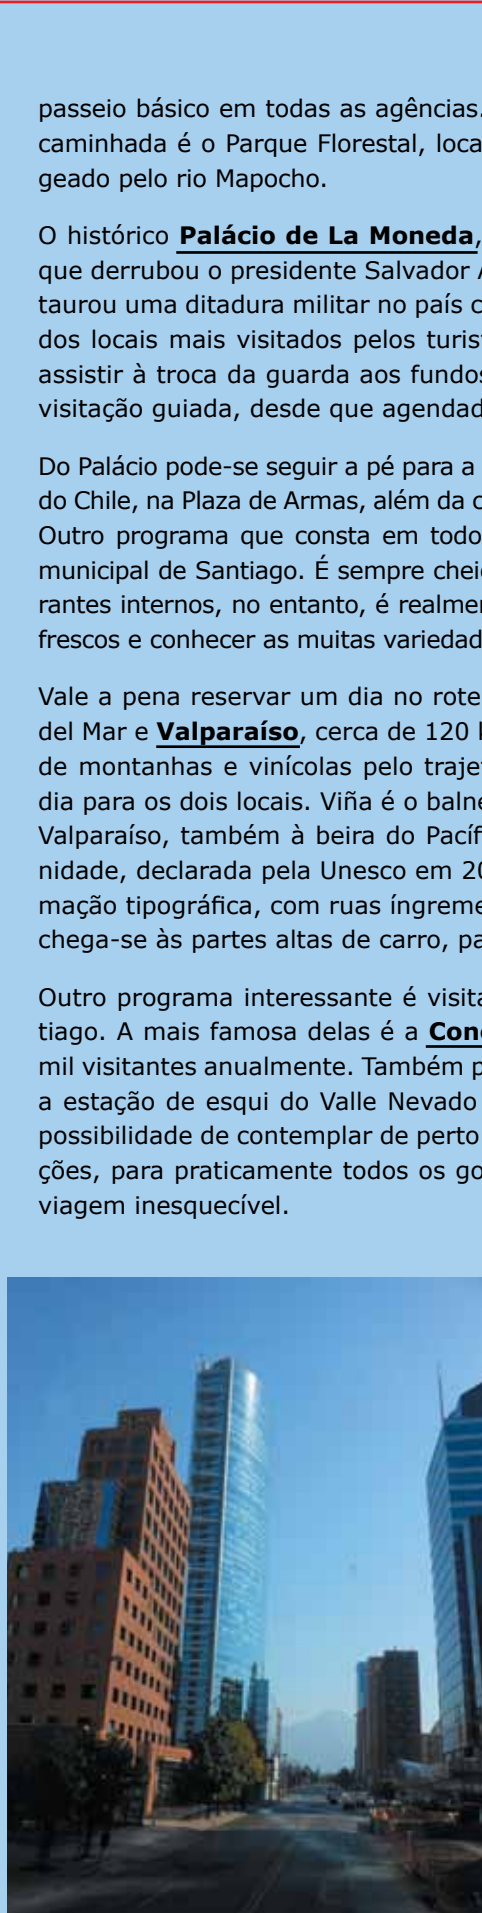 passeio básico em todas as agências.
caminhada é o Parque Florestal, loca
geado pelo rio Mapocho.
O histórico Palácio de La Moneda,
que derrubou o presidente Salvador A
taurou uma ditadura militar no país c
dos locais mais visitados pelos turis
assistir à troca da guarda aos fundos
visitação guiada, desde que agendad
Do Palácio pode-se seguir a pé para a
do Chile, na Plaza de Armas, além da c
Outro programa que consta em todo
municipal de Santiago. É sempre chei
rantes internos, no entanto, é realme
frescos e conhecer as muitas variedad
Vale a pena reservar um dia no rote
del Mar e Valparaíso, cerca de 120 k
de montanhas e vinícolas pelo traje
dia para os dois locais. Viña é o baln
Valparaíso, também à beira do Pacíf
nidade, declarada pela Unesco em 20
mação tipográfica, com ruas íngreme
chega-se às partes altas de carro, pa
Outro programa interessante é visita
tiago. A mais famosa delas é a Conc
mil visitantes anualmente. Também p
a estação de esqui do Valle Nevado
possibilidade de contemplar de perto
ções, para praticamente todos os go
viagem inesquecível.